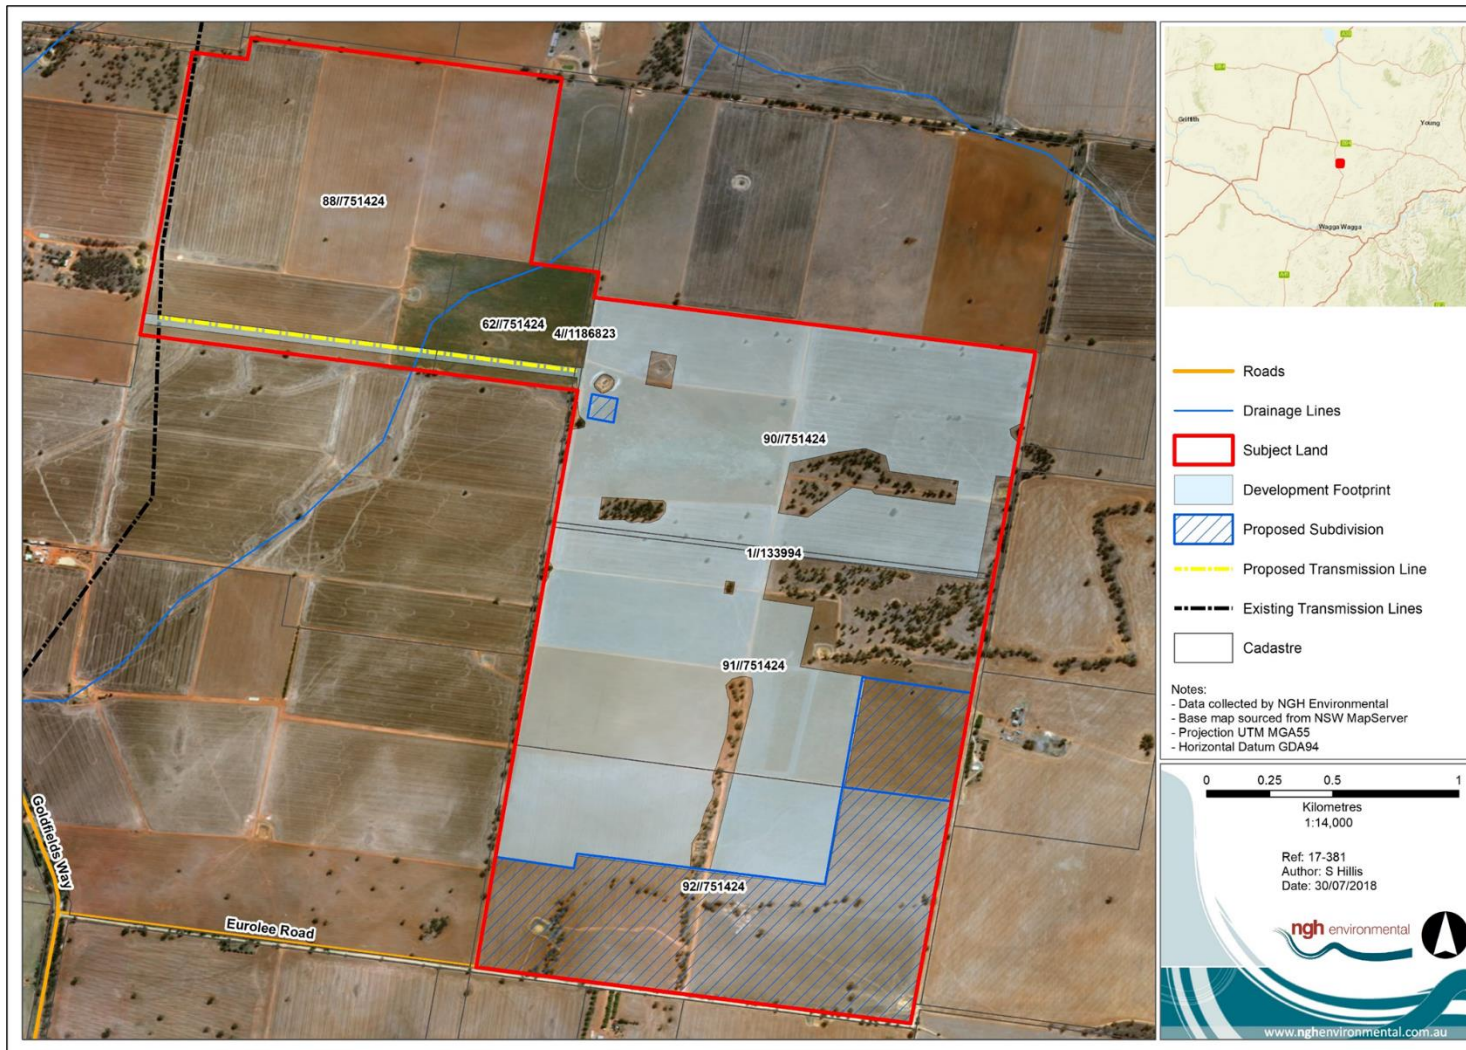 88//751424
62//751424
4//1186823
90//751424
1//133994
91//751424
92//751424
Goldfields Way
Eurolee Road
Griffith
Young
Wagga Wagga
Roads
Drainage Lines
Subject Land
Development Footprint
Proposed Subdivision
Proposed Transmission Line
Existing Transmission Lines
Cadastre
Notes:
- Data collected by NGH Environmental
- Base map sourced from NSW MapServer
- Projection UTM MGA55
- Horizontal Datum GDA94
0 0.25 0.5 1
Kilometres
1:14,000
Ref: 17-381
Author: S Hillis
Date: 30/07/2018
ngh environmental
www.nghenvironmental.com.au